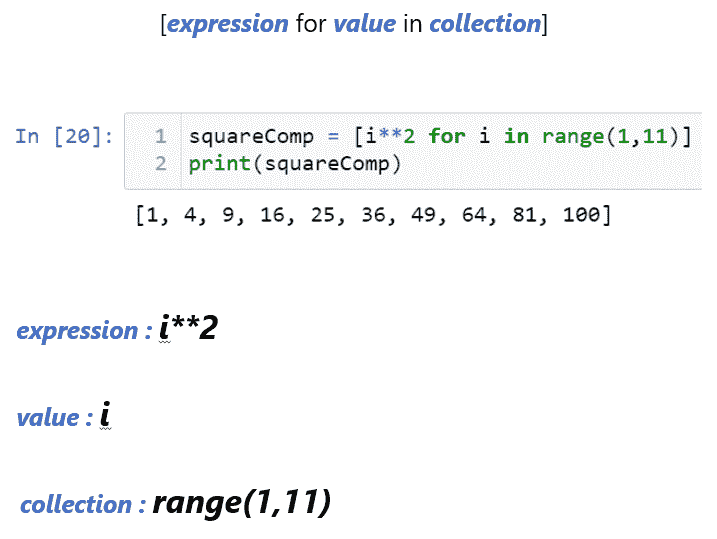 [expression for value in collection]
In [20]:
1 squareComp = [i**2 for i in range(1,11)]
2 print(squareComp)
[1, 4, 9, 16, 25, 36, 49, 64, 81, 100]
expression : i**2
value : i
collection : range(1,11)